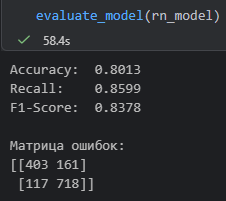 evaluate_model(rn_model)
✓ 58.4s
Accuracy: 0.8013
Recall: 0.8599
F1-Score: 0.8378
Матрица ошибок:
[[403 161]
[117 718]]